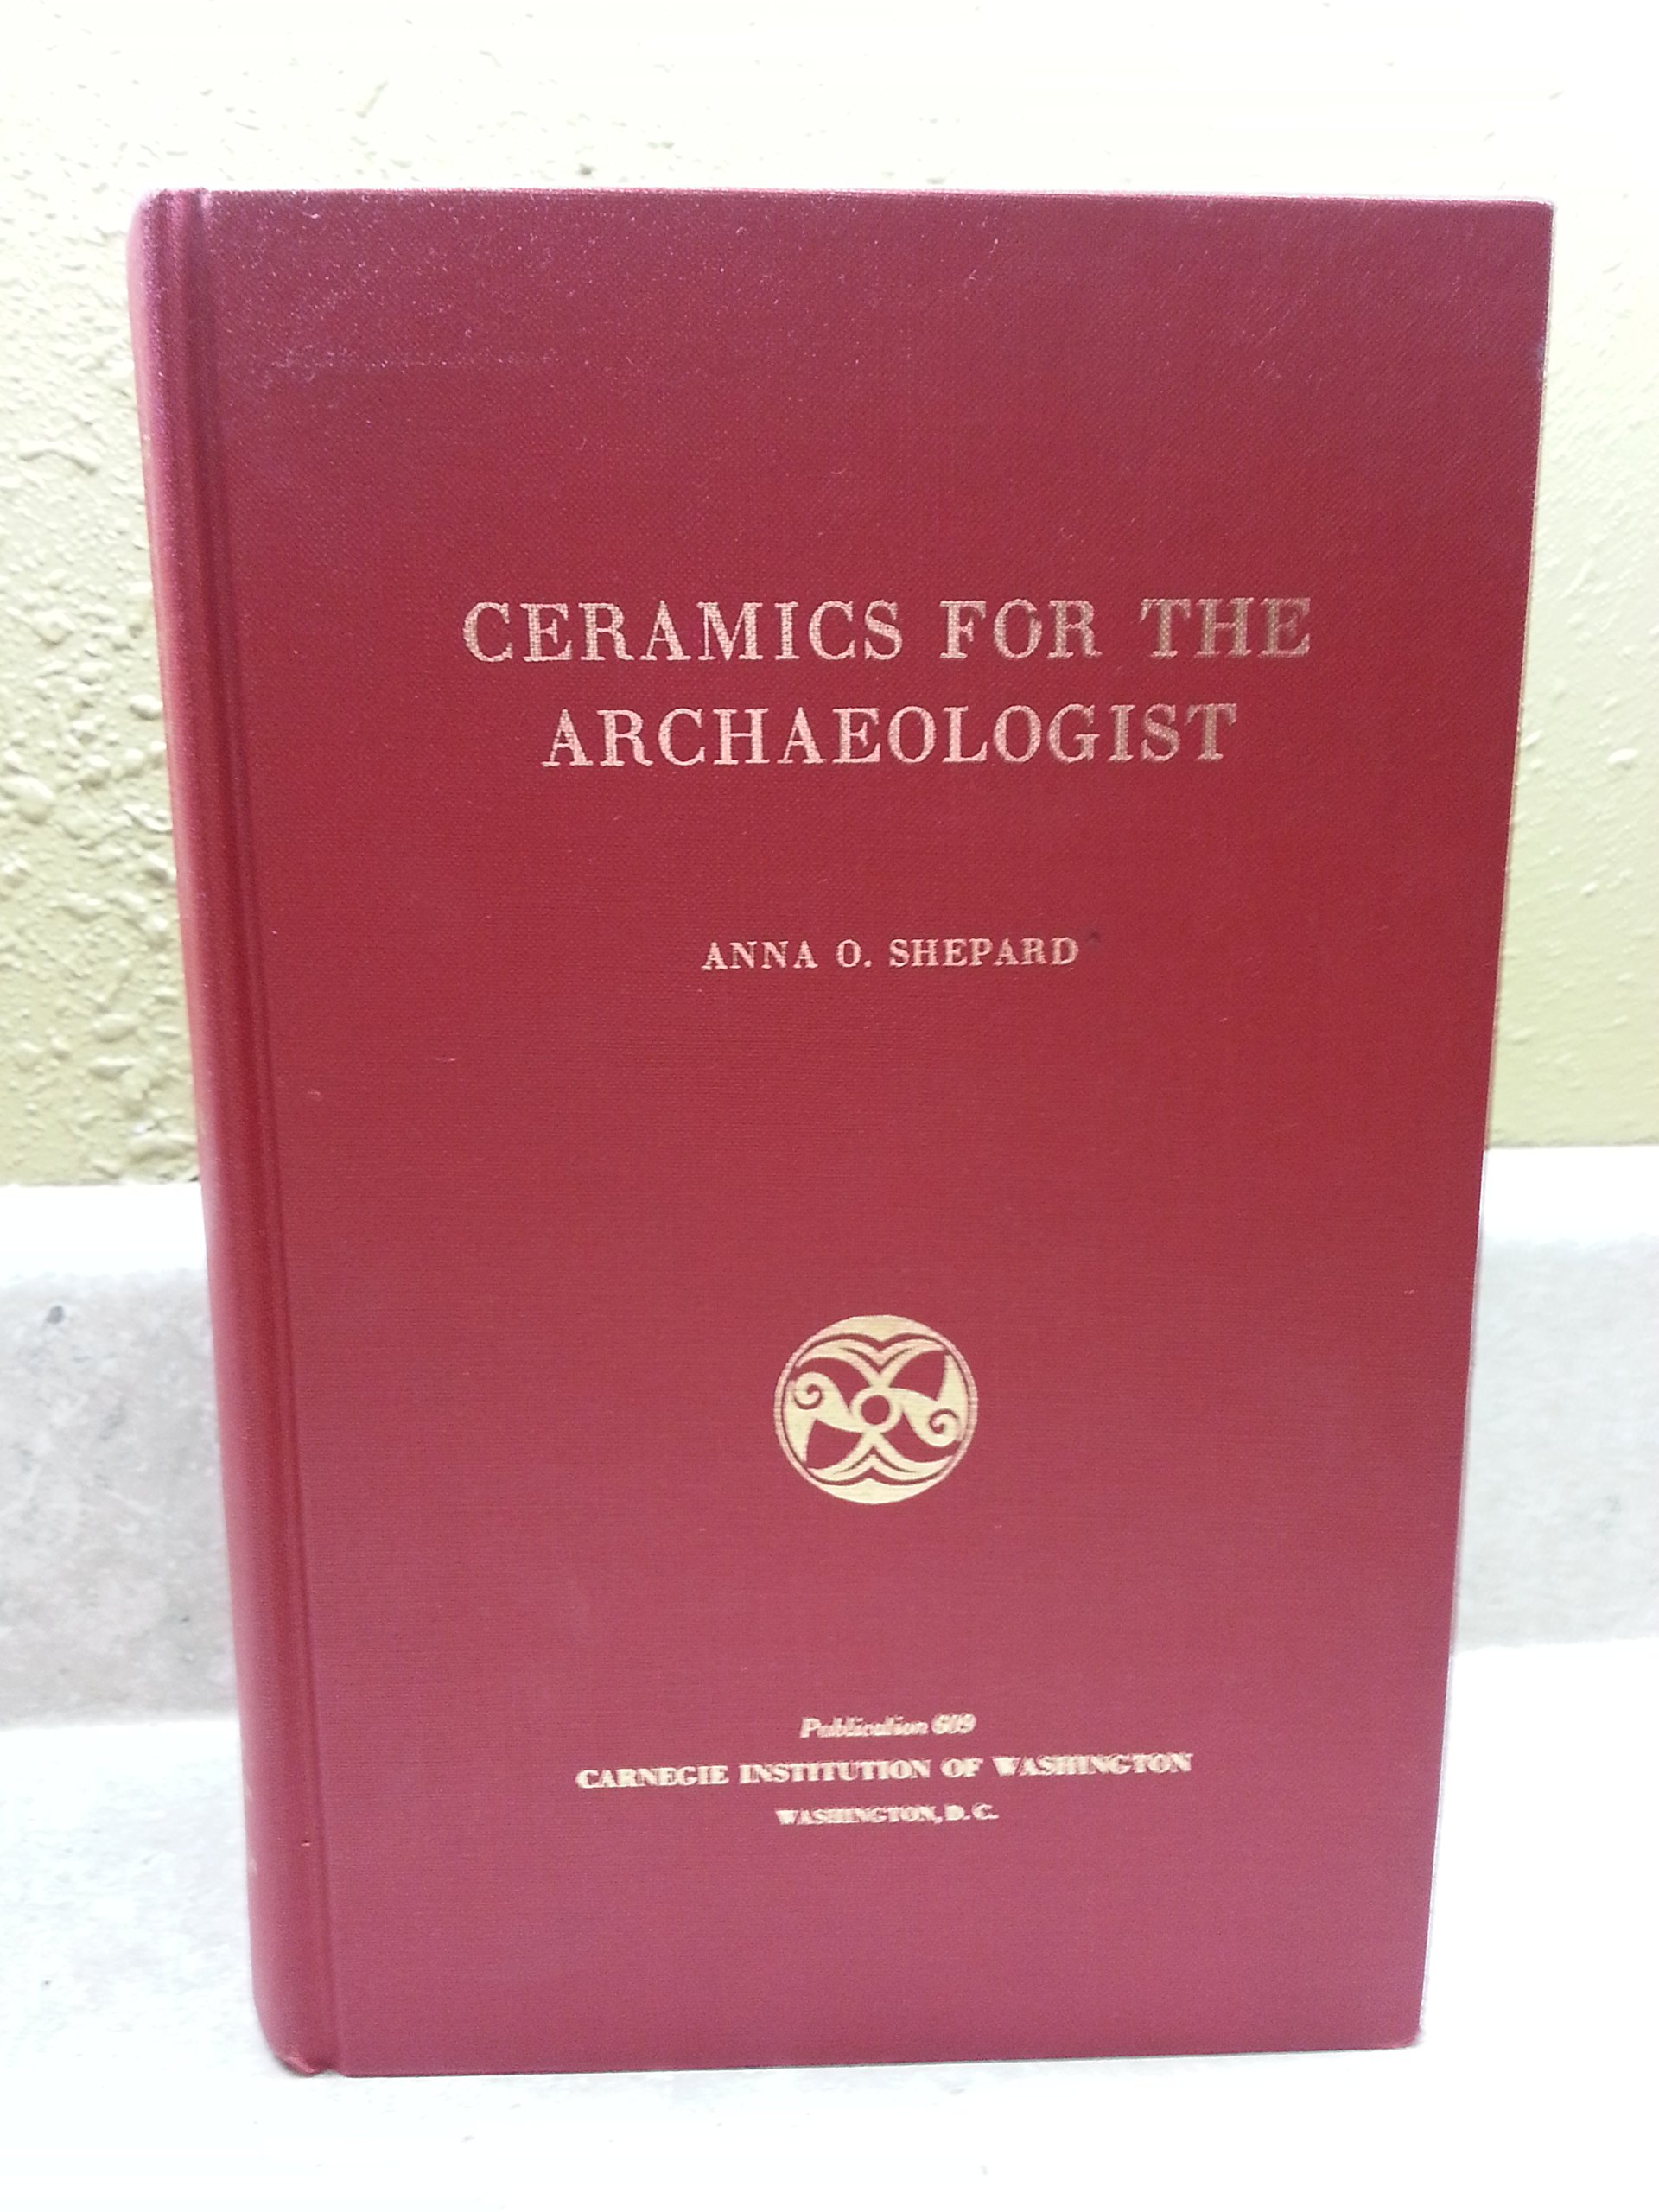 CERAMICS FOR THE
ARCHAEOLOGIST
ANNA O. SHEPARD
Publication 609
CARNEGIE INSTITUTION OF WASHINGTON
WASHINGTON, D. C.